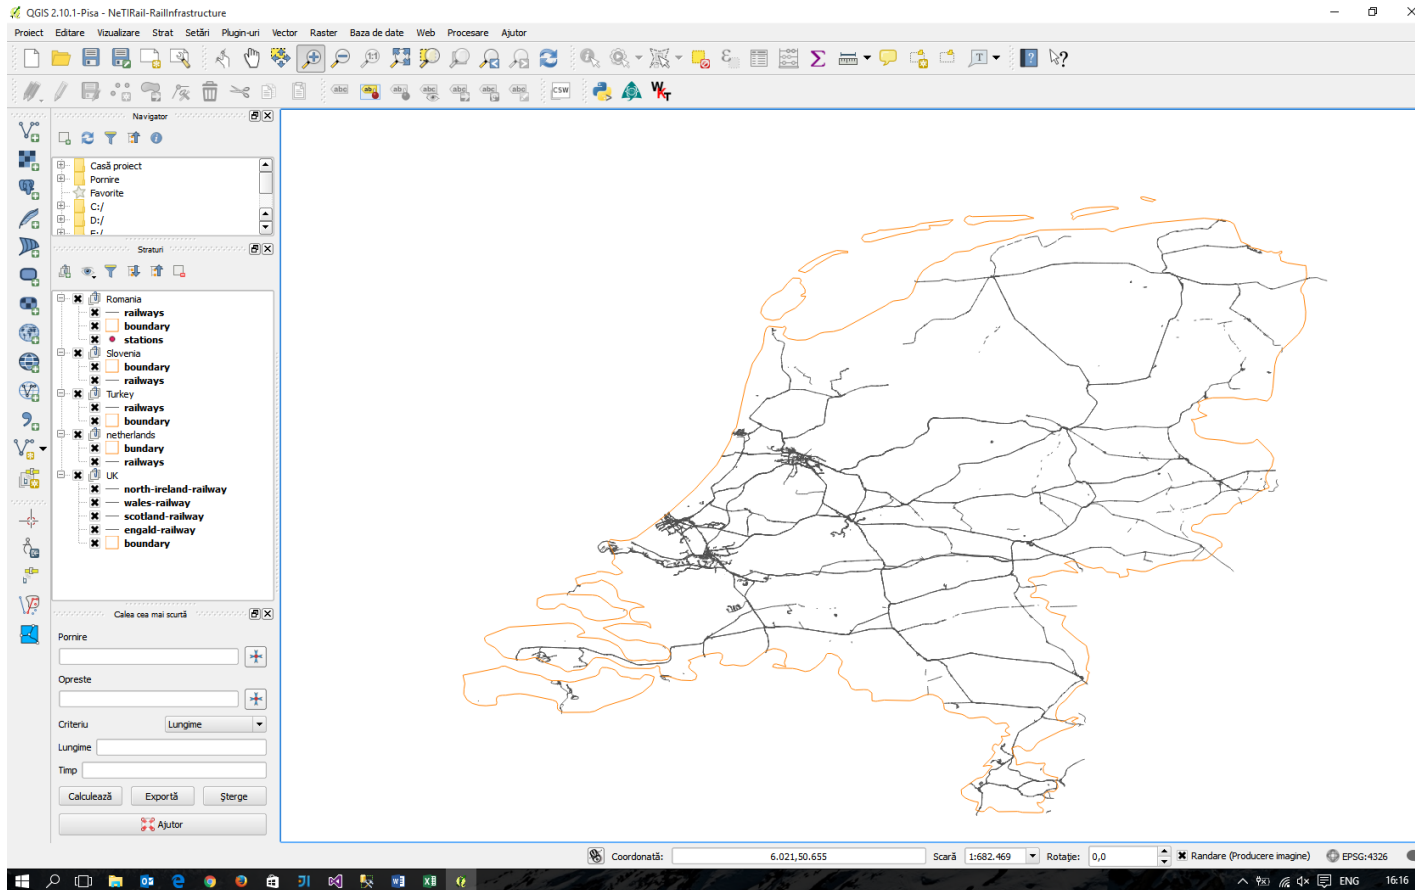 QGIS 2.10.1-Pisa - NeTIRail-RailInfrastructure
Proiect Editare Vizualizare Strat Setări Plugin-uri Vector Raster Baza de date Web Procesare Ajutor
Navigator
Casă proiect
Pornire
Favorite
C:/
D:/
E:/
Straturi
Romania
railways
boundary
stations
Slovenia
boundary
railways
Turkey
railways
boundary
netherlands
bundary
railways
UK
north-ireland-railway
wales-railway
scotland-railway
engald-railway
boundary
Calea cea mai scurtă
Pornire
Opreste
Criteriu Lungime
Lungime
Timp
Calculează Exportă Şterge
Ajutor
Coordonată: 6.021,50.655 Scară 1:682.469 Rotaţie: 0,0 Randare (Producere imagine) EPSG:4326
ENG 16:16